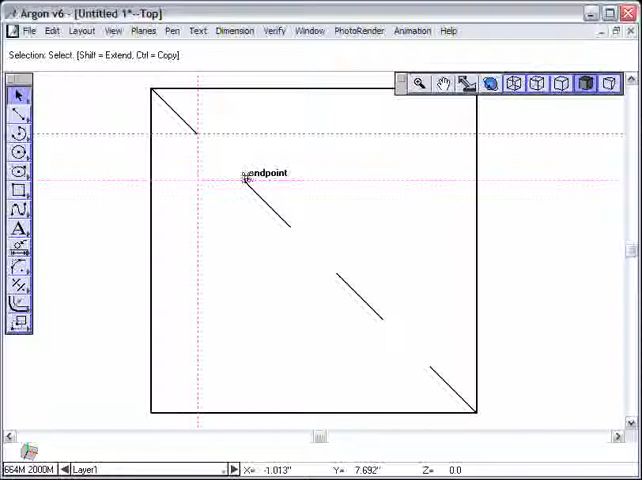 Argon v6 - [Untitled 1*--Top]
File Edit Layout View Planes Pen Text Dimension Verify Window PhotoRender Animation Help
Selection: Select. [Shift = Extend, Ctrl = Copy]
endpoint
664M 2000M Layer1 X= -1.013" Y= 7.692" Z= 0.0